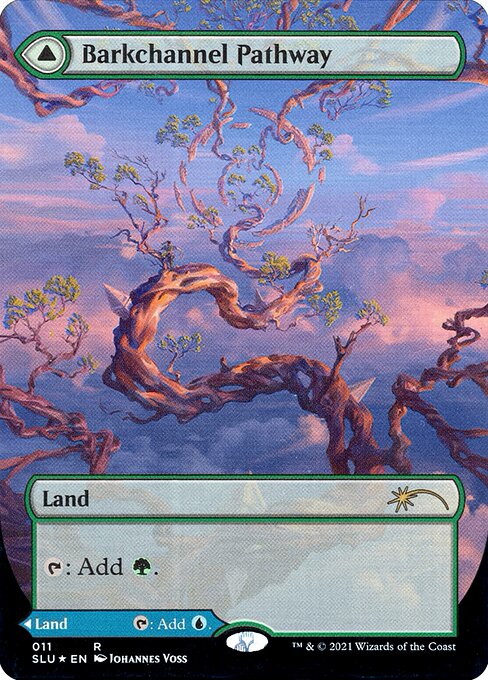 Barkchannel Pathway
Land
: Add .
Land : Add .
011 R
SLU ★ EN Johannes Voss
™ & © 2021 Wizards of the Coast